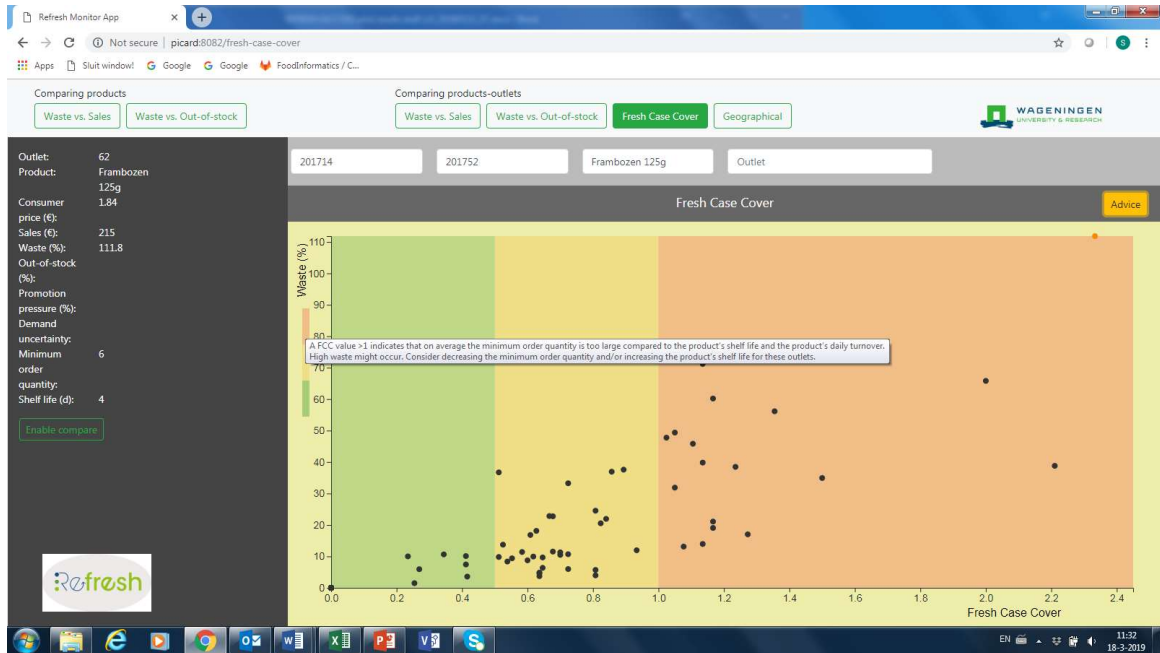 Refresh Monitor App
Not secure | picard:8082/fresh-case-cover
Apps Sluit window! Google Google FoodInformatics / C...
Comparing products
Waste vs. Sales Waste vs. Out-of-stock
Comparing products-outlets
Waste vs. Sales Waste vs. Out-of-stock Fresh Case Cover Geographical
WAGENINGEN
UNIVERSITY & RESEARCH
Outlet: 62
Product: Frambozen
125g
Consumer 1.84
price (€):
Sales (€): 215
Waste (%): 111.8
Out-of-stock
(%):
Promotion
pressure (%):
Demand
uncertainty:
Minimum 6
order
quantity:
Shelf life (d): 4
Enable compare
Refresh
201714 201752 Frambozen 125g Outlet
Fresh Case Cover
Advice
Waste (%)
110
100
90
80
A FCC value >1 indicates that on average the minimum order quantity is too large compared to the product's shelf life and the product's daily turnover.
High waste might occur. Consider decreasing the minimum order quantity and/or increasing the product's shelf life for these outlets.
70
60
50
40
30
20
10
0
0.0 0.2 0.4 0.6 0.8 1.0 1.2 1.4 1.6 1.8 2.0 2.2 2.4
Fresh Case Cover
EN
11:32
18-3-2019